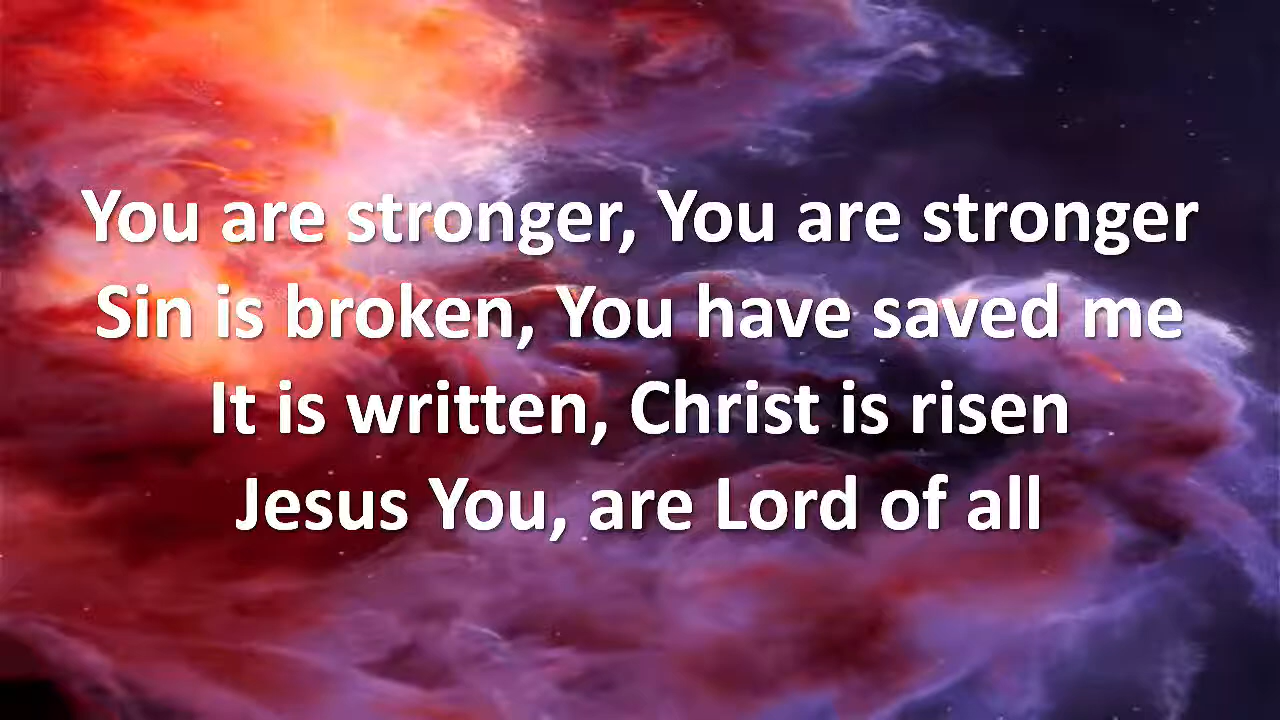 You are stronger, You are stronger
Sin is broken, You have saved me
It is written, Christ is risen
Jesus You, are Lord of all